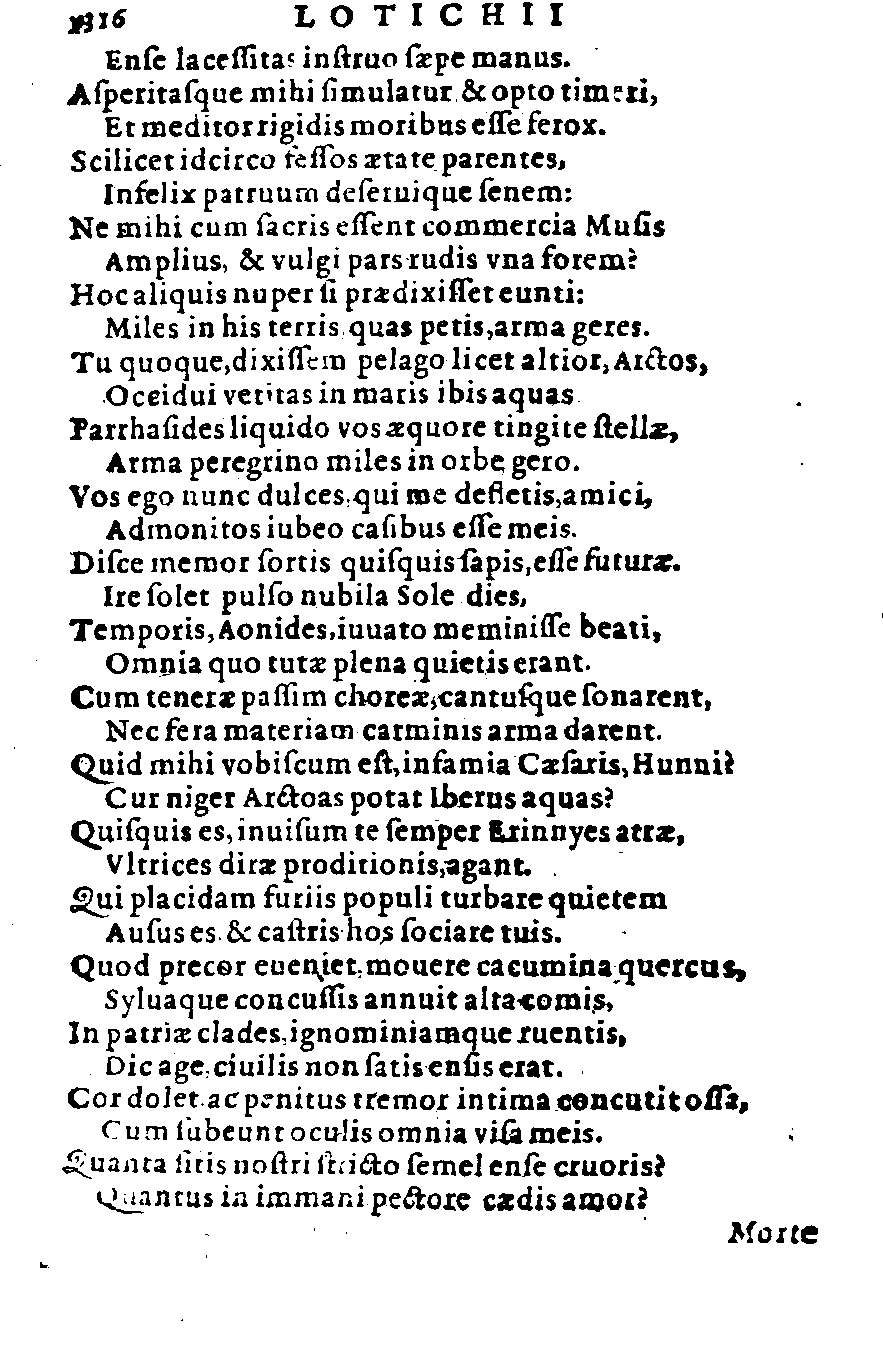 1316 LOTICHII
Enſe laceſſitas inſtruo ſæpe manus.
Aſperitaſque mihi ſimulatur & opto timeri,
Et meditor rigidis moribus eſſe ferox.
Scilicet idcirco feſſos ætate parentes,
Infelix patruum deſeruique ſenem:
Ne mihi cum ſacris eſſent commercia Muſis
Amplius, & vulgi pars rudis vna forem?
Hoc aliquis nuper ſi prædixiſſet eunti:
Miles in his terris quas petis, arma geres.
Tu quoque, dixiſſem pelago licet altior, Arctos,
Oceidui vetitas in maris ibis aquas
Parrhaſides liquido vos æquore tingite ſtellæ,
Arma peregrino miles in orbe gero.
Vos ego nunc dulces, qui me defletis, amici,
Admonitos iubeo caſibus eſſe meis.
Diſce memor ſortis quiſquis ſapis, eſſe futuræ.
Ire ſolet pulſo nubila Sole dies,
Temporis, Aonides, iuuato meminiſſe beati,
Omnia quo tutæ plena quietis erant.
Cum teneræ paſſim choreæ, cantuſque ſonarent,
Nec fera materiam carminis arma darent.
Quid mihi vobiſcum eſt, infamia Cæſaris, Hunni?
Cur niger Arctoas potat Iberus aquas?
Quiſquis es, inuiſum te ſemper Erinnyes atræ,
Vltrices diræ proditionis, agant.
Qui placidam furiis populi turbare quietem
Auſus es. & caſtris hos ſociare tuis.
Quod precor eueniet, mouere cacumina quercus,
Syluaque concuſſis annuit alta comis,
In patriæ clades, ignominiamque ruentis,
Dic age, ciuilis non ſatis enſis erat.
Cor dolet ac penitus tremor intima concutit oſſa,
Cum ſubeunt oculis omnia viſa meis.
Quanta ſitis noſtri ſtricto ſemel enſe cruoris?
Quantus in immani pectore cædis amor?
Morte